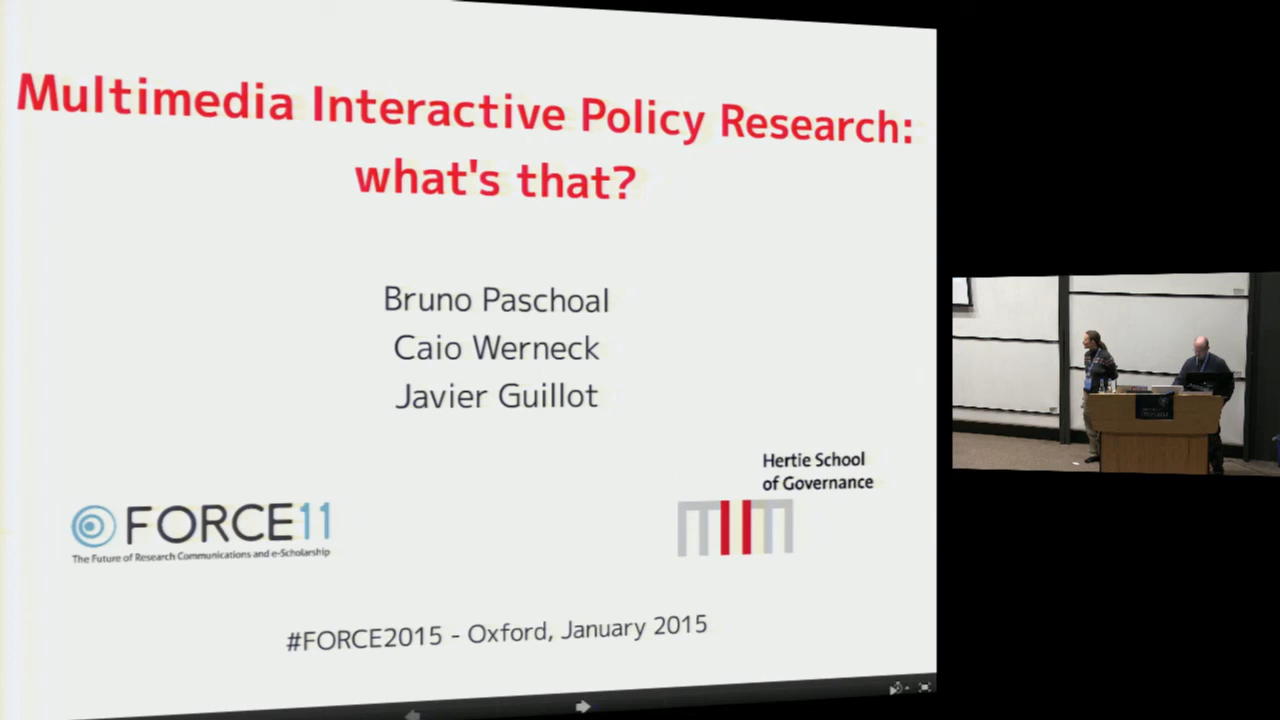 Multimedia Interactive Policy Research:
what's that?
Bruno Paschoal
Caio Werneck
Javier Guillot
Hertie School
of Governance
FORCE11
The Future of Research Communications and e-Scholarship
#FORCE2015 - Oxford, January 2015